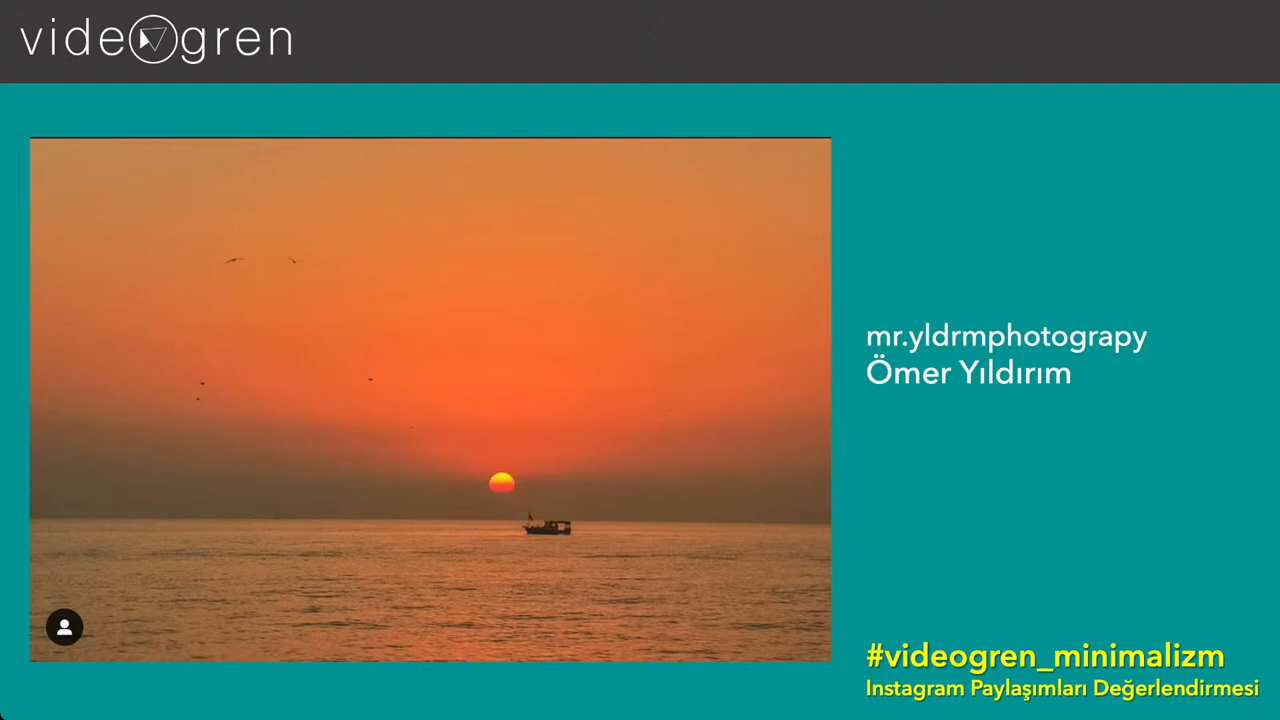 videOgren
mr.yldrmphotograpy
Ömer Yıldırım
#videogren_minimalizm
Instagram Paylaşımları Değerlendirmesi